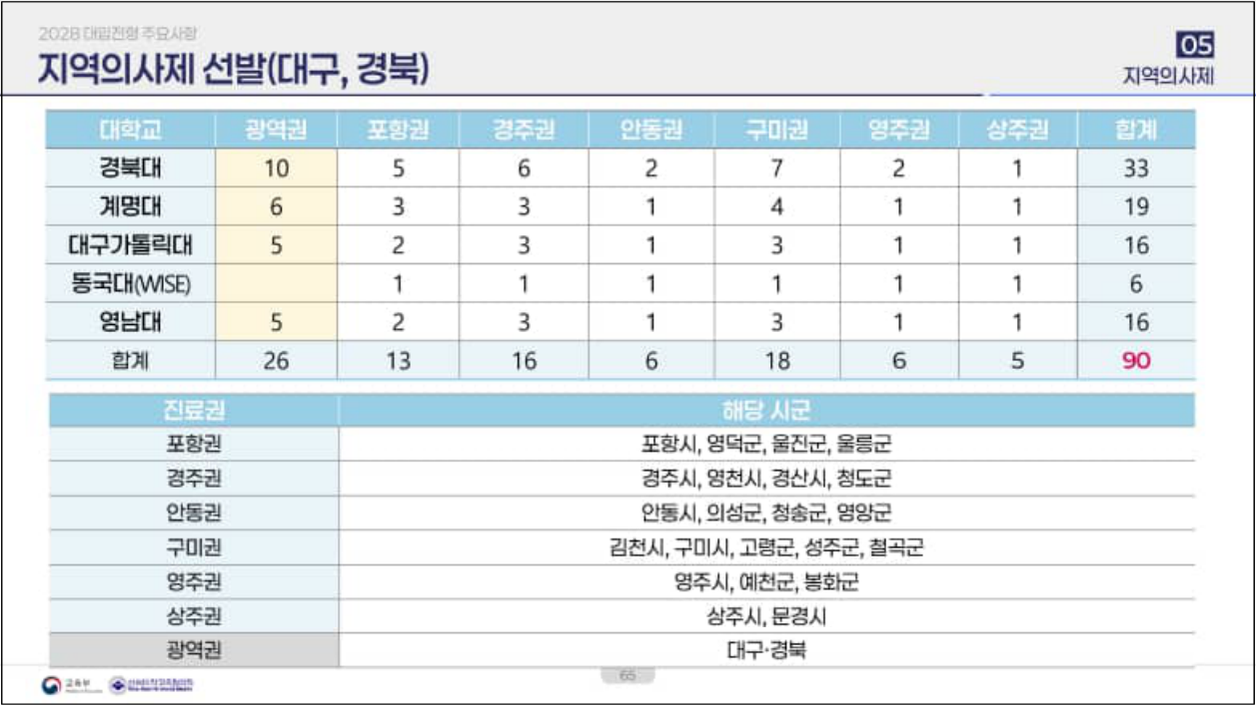 2028 대입전형 주요사항
지역의사제 선발(대구, 경북)
05
지역의사제
대학교 광역권 포항권 경주권 안동권 구미권 영주권 상주권 합계
경북대 10 5 6 2 7 2 1 33
계명대 6 3 3 1 4 1 1 19
대구가톨릭대 5 2 3 1 3 1 1 16
동국대(WISE) 1 1 1 1 1 1 6
영남대 5 2 3 1 3 1 1 16
합계 26 13 16 6 18 6 5 90
진료권 해당 시군
포항권 포항시, 영덕군, 울진군, 울릉군
경주권 경주시, 영천시, 경산시, 청도군
안동권 안동시, 의성군, 청송군, 영양군
구미권 김천시, 구미시, 고령군, 성주군, 철곡군
영주권 영주시, 예천군, 봉화군
상주권 상주시, 문경시
광역권 대구·경북
교육부
65